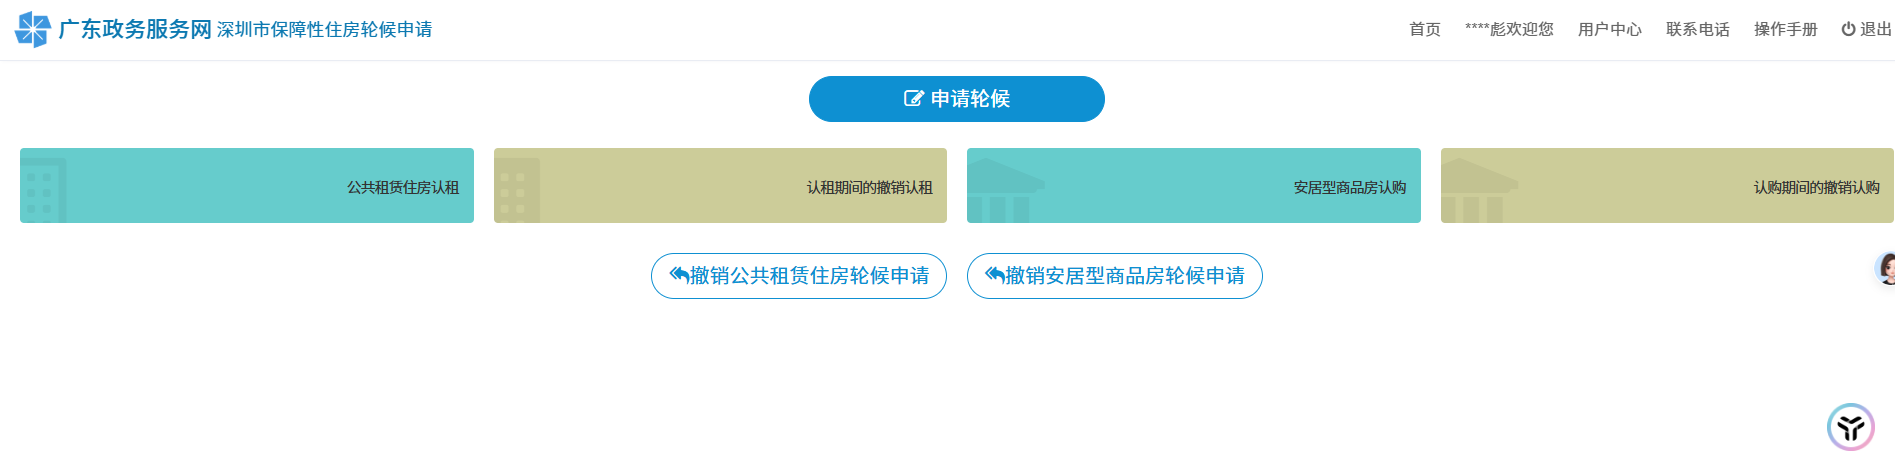 广东政务服务网 深圳市保障性住房轮候申请
首页 ****彪欢迎您 用户中心 联系电话 操作手册 退出
申请轮候
公共租赁住房认租
认租期间的撤销认租
安居型商品房认购
认购期间的撤销认购
撤销公共租赁住房轮候申请
撤销安居型商品房轮候申请